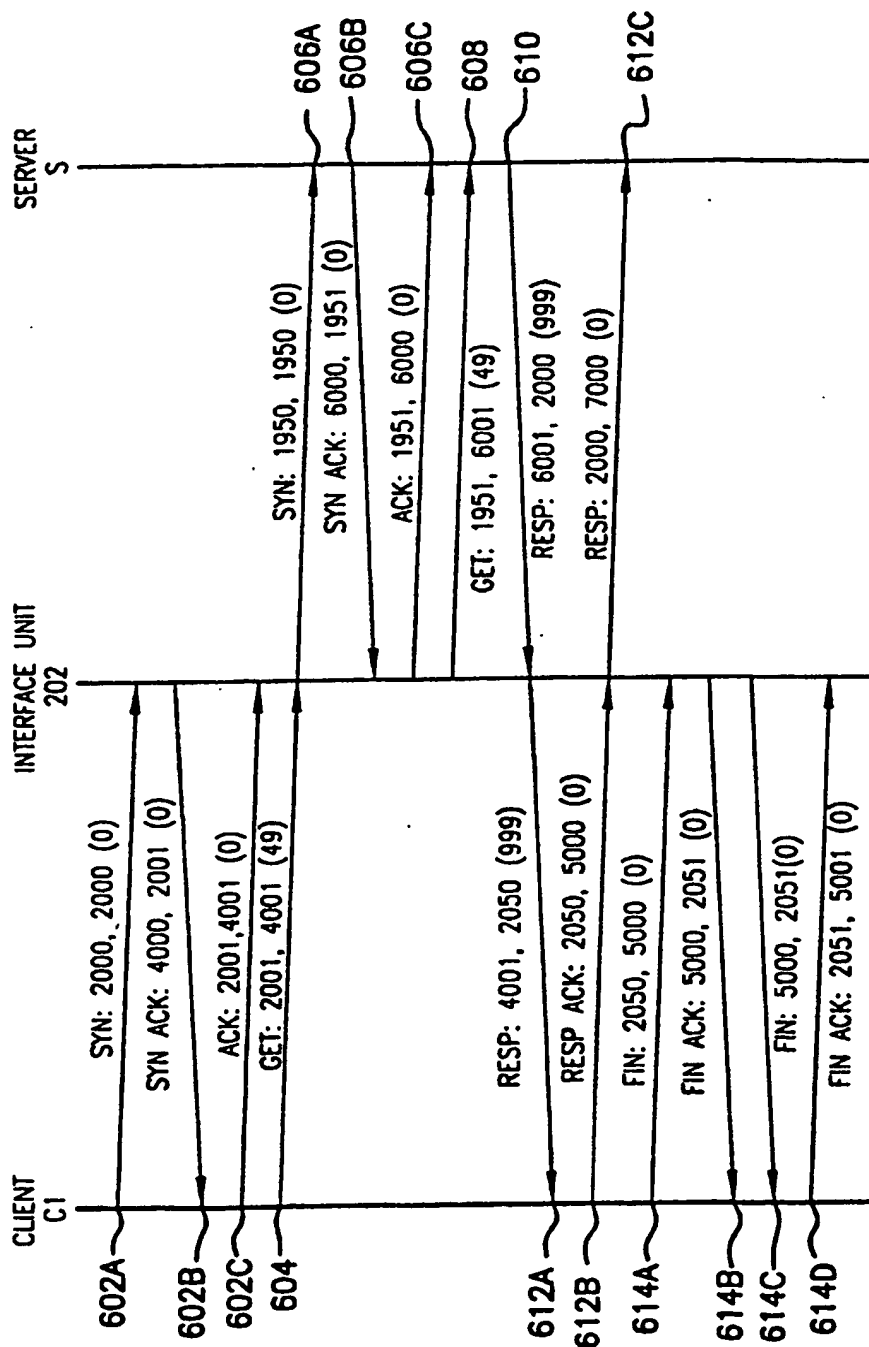 CLIENT
C1
INTERFACE UNIT
202
SERVER
S
602A
SYN: 2000, 2000 (0)
602B
SYN ACK: 4000, 2001 (0)
602C
ACK: 2001,4001 (0)
604
GET: 2001, 4001 (49)
SYN: 1950, 1950 (0)
606A
SYN ACK: 6000, 1951 (0)
606B
ACK: 1951, 6000 (0)
606C
GET: 1951, 6001 (49)
608
RESP: 6001, 2000 (999)
610
612A
RESP: 4001, 2050 (999)
612B
RESP ACK: 2050, 5000 (0)
RESP: 2000, 7000 (0)
612C
614A
FIN: 2050, 5000 (0)
614B
FIN ACK: 5000, 2051 (0)
614C
FIN: 5000, 2051(0)
614D
FIN ACK: 2051, 5001 (0)